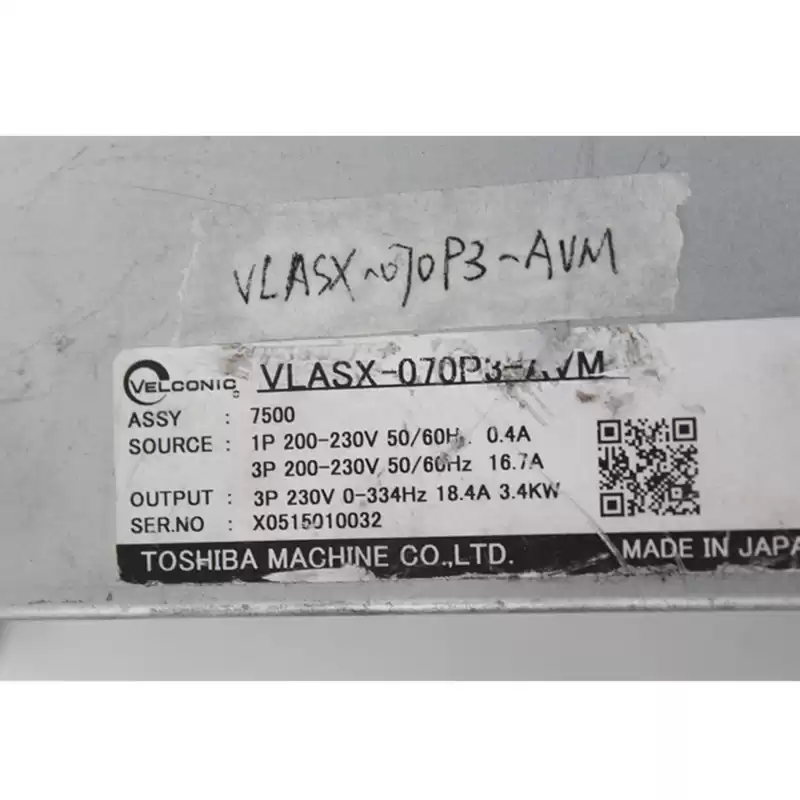 VLASX-070P3-AVM
VELCONIC VLASX-070P3-AVM
ASSY : 7500
SOURCE : 1P 200-230V 50/60H. 0.4A
3P 200-230V 50/60Hz 16.7A
OUTPUT : 3P 230V 0-334Hz 18.4A 3.4KW
SER.NO : X0515010032
TOSHIBA MACHINE CO.,LTD. MADE IN JAPA